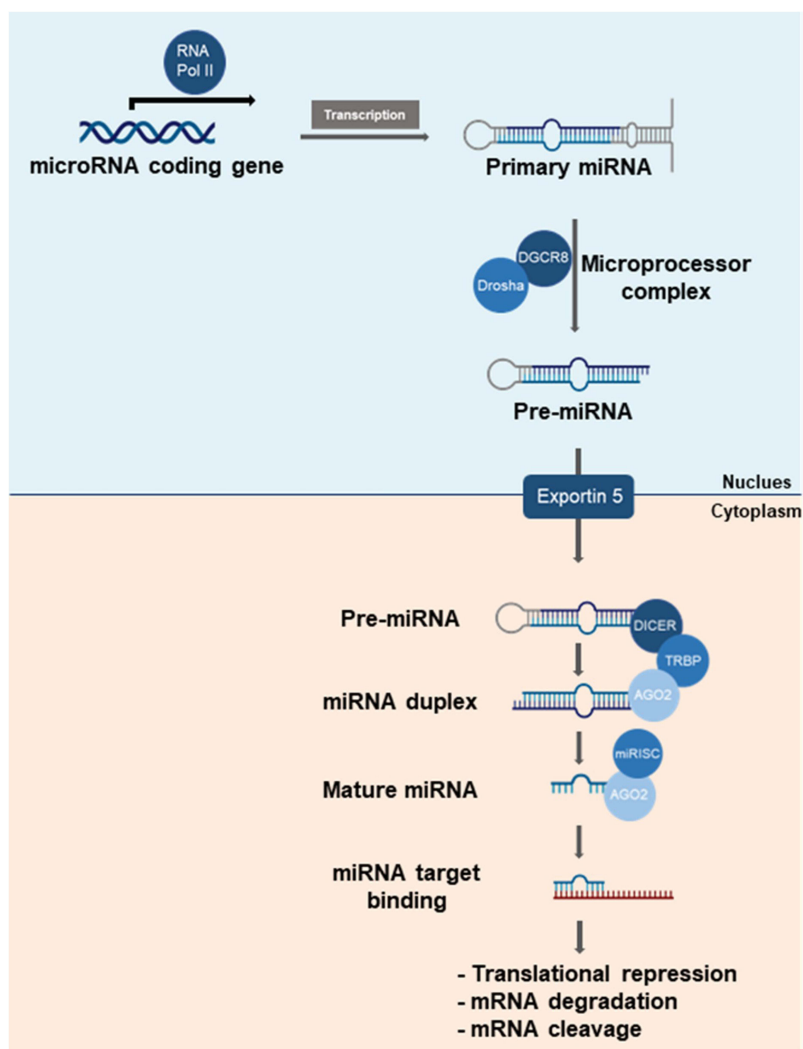 RNA
Pol II
Transcription
microRNA coding gene
Primary miRNA
DGCR8
Drosha
Microprocessor
complex
Pre-miRNA
Exportin 5
Nuclues
Cytoplasm
Pre-miRNA
DICER
TRBP
miRNA duplex
AGO2
miRISC
Mature miRNA
AGO2
miRNA target
binding
- Translational repression
- mRNA degradation
- mRNA cleavage